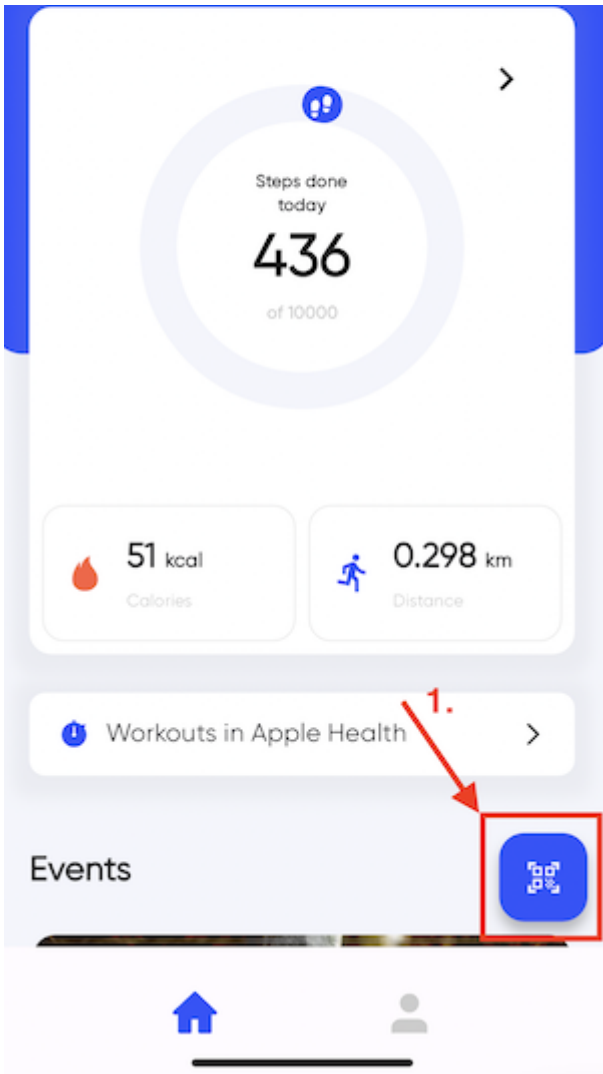 Steps done
today
436
of 10000
51 kcal
Calories
0.298 km
Distance
1.
Workouts in Apple Health
Events